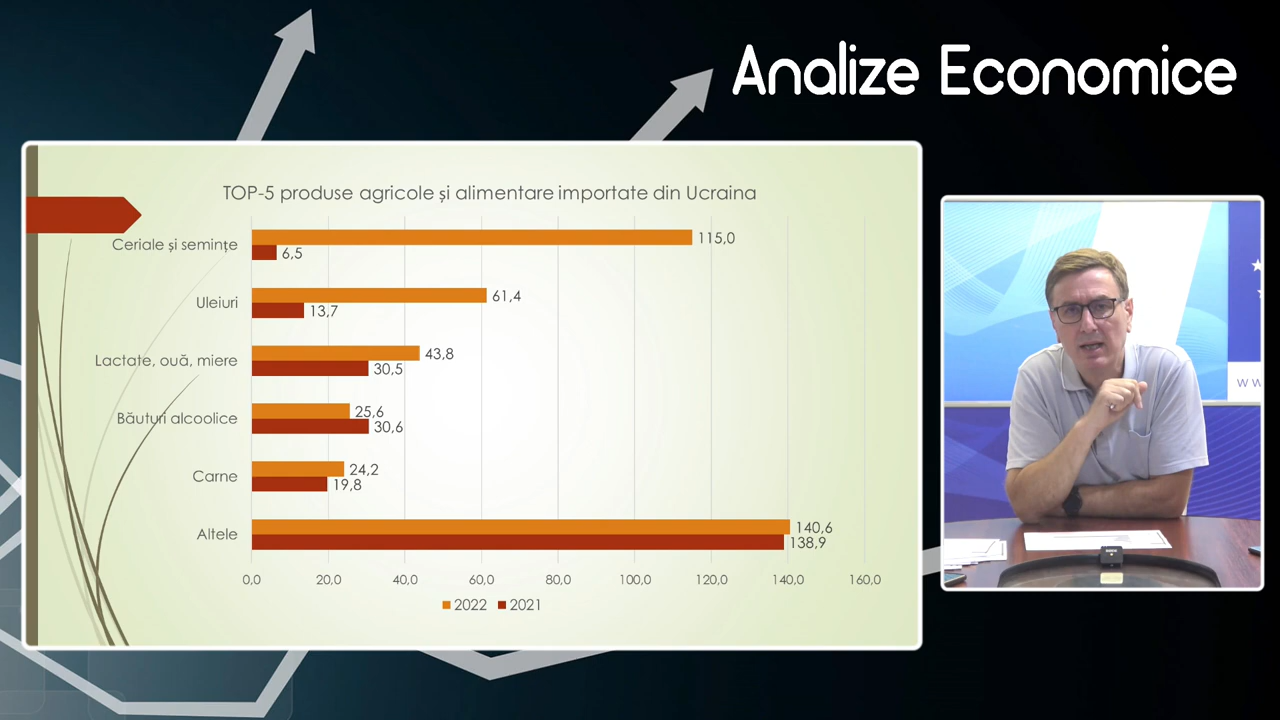 Analize Economice
TOP-5 produse agricole și alimentare importate din Ucraina
Ceriale și semințe
115,0
6,5
Uleiuri
61,4
13,7
Lactate, ouă, miere
43,8
30,5
Băuturi alcoolice
25,6
30,6
Carne
24,2
19,8
Altele
140,6
138,9
0,0 20,0 40,0 60,0 80,0 100,0 120,0 140,0 160,0
2022 2021